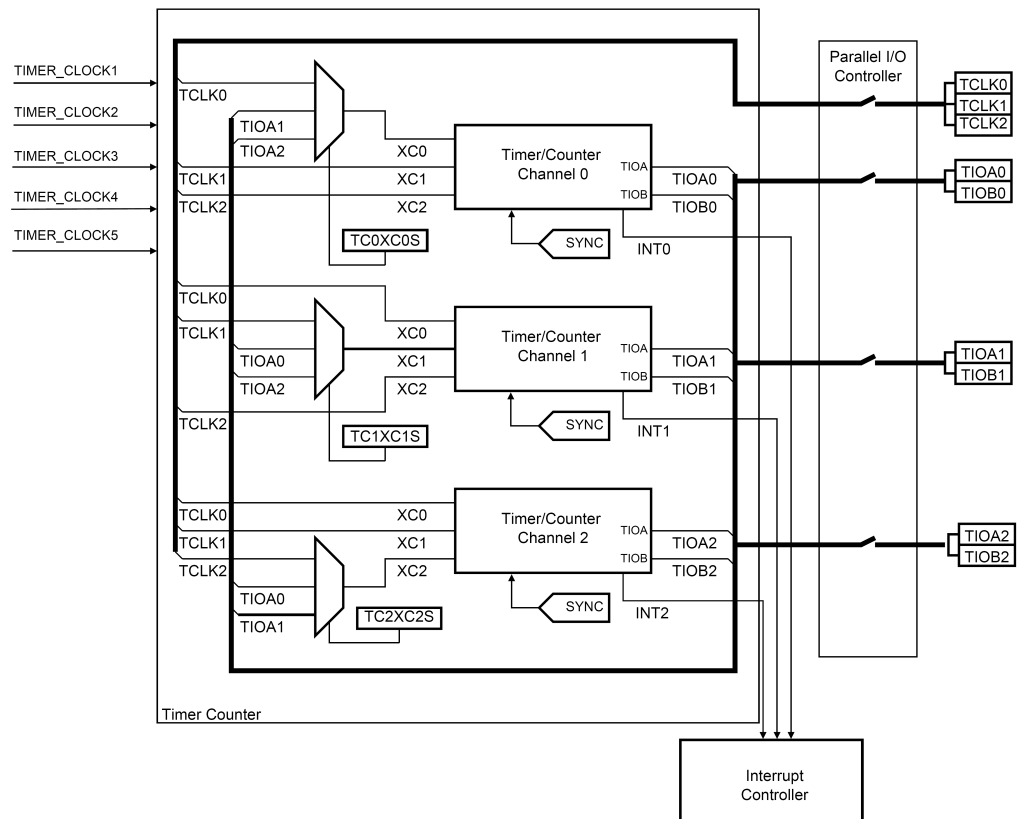 TIMER_CLOCK1
TIMER_CLOCK2
TIMER_CLOCK3
TIMER_CLOCK4
TIMER_CLOCK5
TCLK0
TIOA1
TIOA2
TCLK1
TCLK2
XC0
XC1
XC2
TC0XC0S
Timer/Counter
Channel 0
TIOA
TIOB
SYNC
TIOA0
TIOB0
INT0
TCLK0
TCLK1
TIOA0
TIOA2
TCLK2
XC0
XC1
XC2
TC1XC1S
Timer/Counter
Channel 1
TIOA
TIOB
SYNC
TIOA1
TIOB1
INT1
TCLK0
TCLK1
TCLK2
TIOA0
TIOA1
XC0
XC1
XC2
TC2XC2S
Timer/Counter
Channel 2
TIOA
TIOB
SYNC
TIOA2
TIOB2
INT2
Timer Counter
Parallel I/O
Controller
TCLK0
TCLK1
TCLK2
TIOA0
TIOB0
TIOA1
TIOB1
TIOA2
TIOB2
Interrupt
Controller